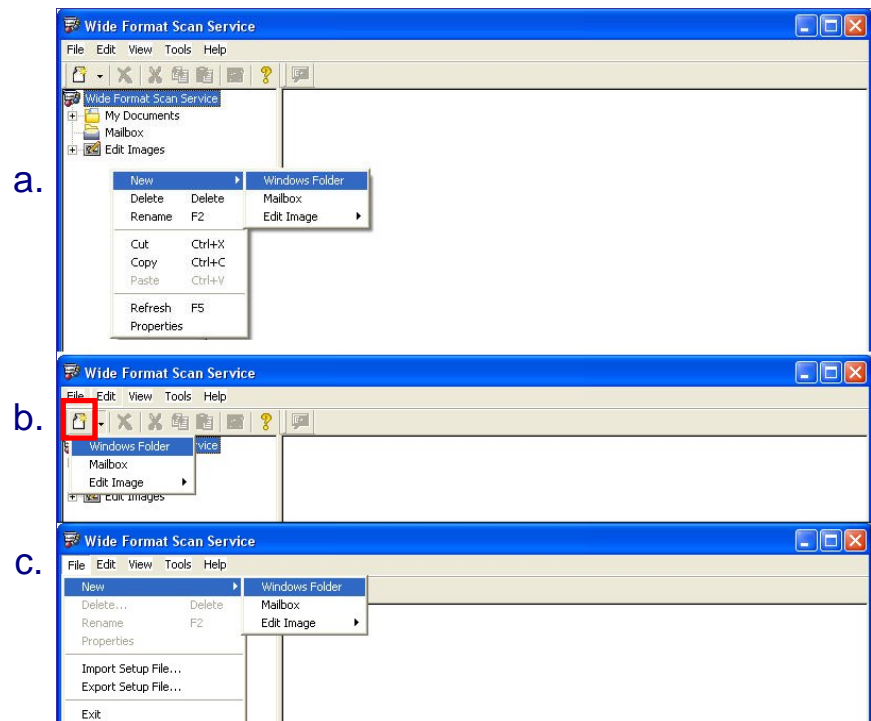 a.
Wide Format Scan Service
File Edit View Tools Help
Wide Format Scan Service
My Documents
Mailbox
Edit Images
New
Delete Delete
Rename F2
Cut Ctrl+X
Copy Ctrl+C
Paste Ctrl+V
Refresh F5
Properties
Windows Folder
Mailbox
Edit Image
b.
Wide Format Scan Service
File Edit View Tools Help
Windows Folder
Mailbox
Edit Image
vice
Edit Images
c.
Wide Format Scan Service
File Edit View Tools Help
New
Delete... Delete
Rename F2
Properties
Import Setup File...
Export Setup File...
Exit
Windows Folder
Mailbox
Edit Image